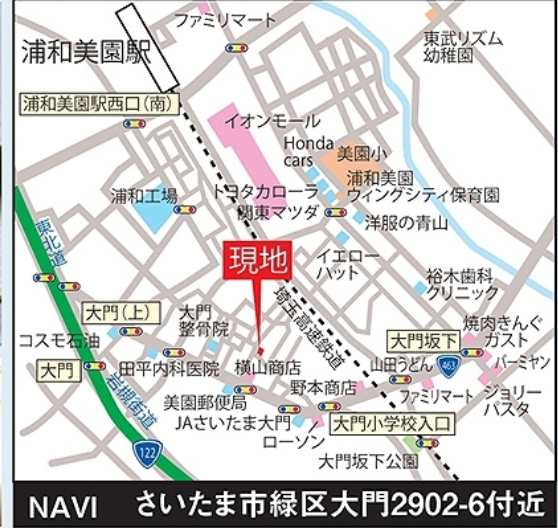 ファミリマート
浦和美園駅
東武リズム
幼稚園
浦和美園駅西口(南)
イオンモール
Honda
cars
美園小
浦和美園
ウィングシティ保育園
浦和工場
トヨタカローラ
関東マツダ
洋服の青山
東北道
現地
イエロー
ハット
裕木歯科
クリニック
埼玉高速鉄道
大門(上)
大門
整骨院
コスモ石油
大門
岩槻街道
田平内科医院
横山商店
大門坂下
463
焼肉きんぐ
ガスト
バーミヤン
山田うどん
ファミリマート
ジョリー
パスタ
美園郵便局
野本商店
JAさいたま大門
ローソン
大門小学校入口
122
大門坂下公園
NAVI さいたま市緑区大門2902-6付近